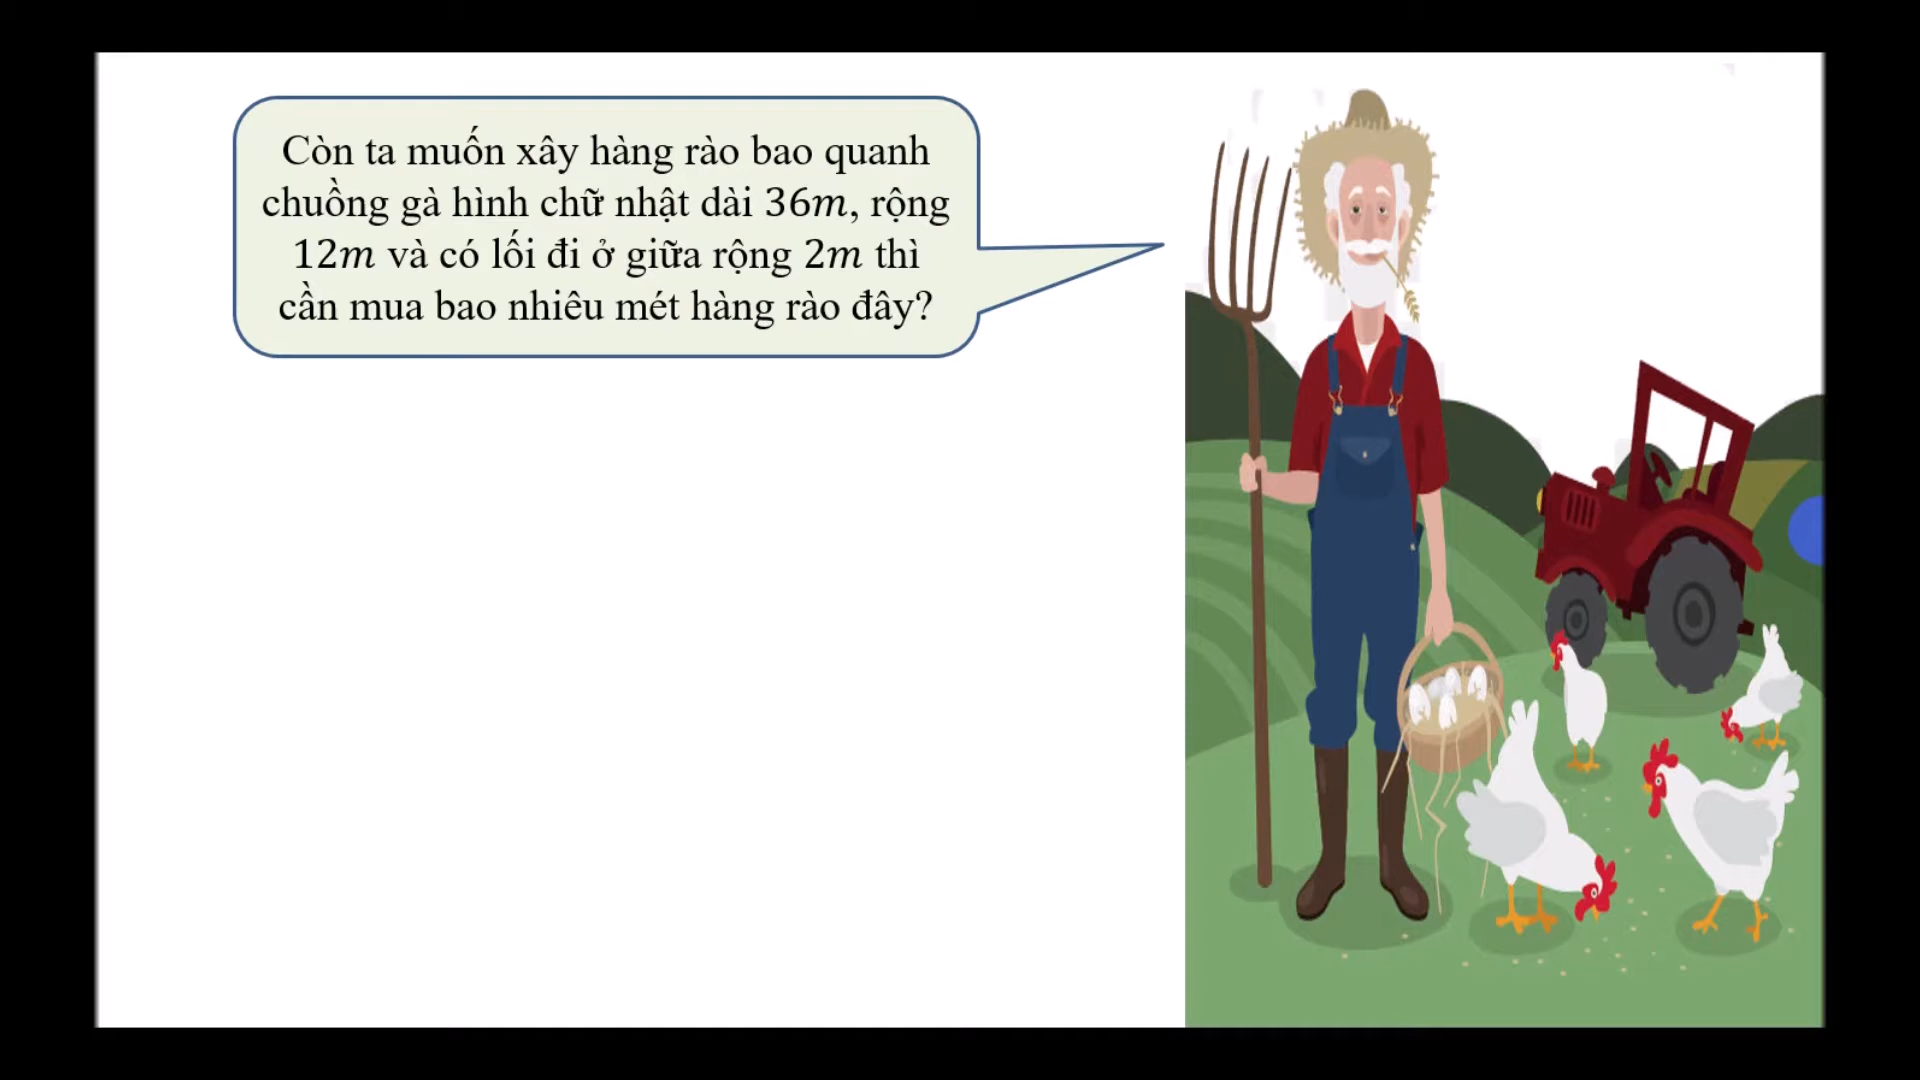 Còn ta muốn xây hàng rào bao quanh
chuồng gà hình chữ nhật dài 36m, rộng
12m và có lối đi ở giữa rộng 2m thì
cần mua bao nhiêu mét hàng rào đây?